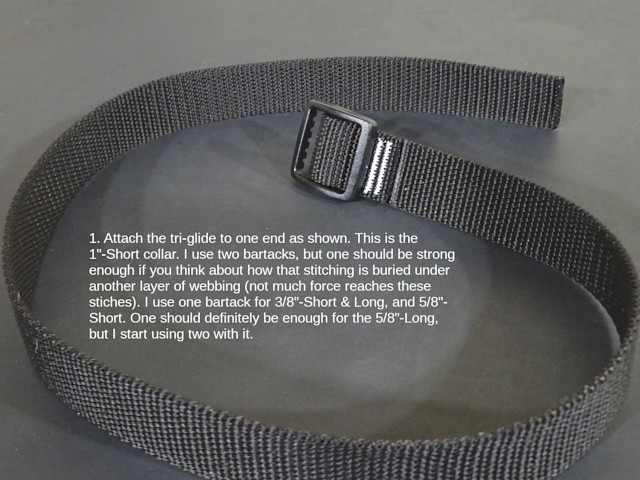 1. Attach the tri-glide to one end as shown. This is the
1"-Short collar. I use two bartacks, but one should be strong
enough if you think about how that stitching is buried under
another layer of webbing (not much force reaches these
stiches). I use one bartack for 3/8"-Short & Long, and 5/8"-
Short. One should definitely be enough for the 5/8"-Long,
but I start using two with it.